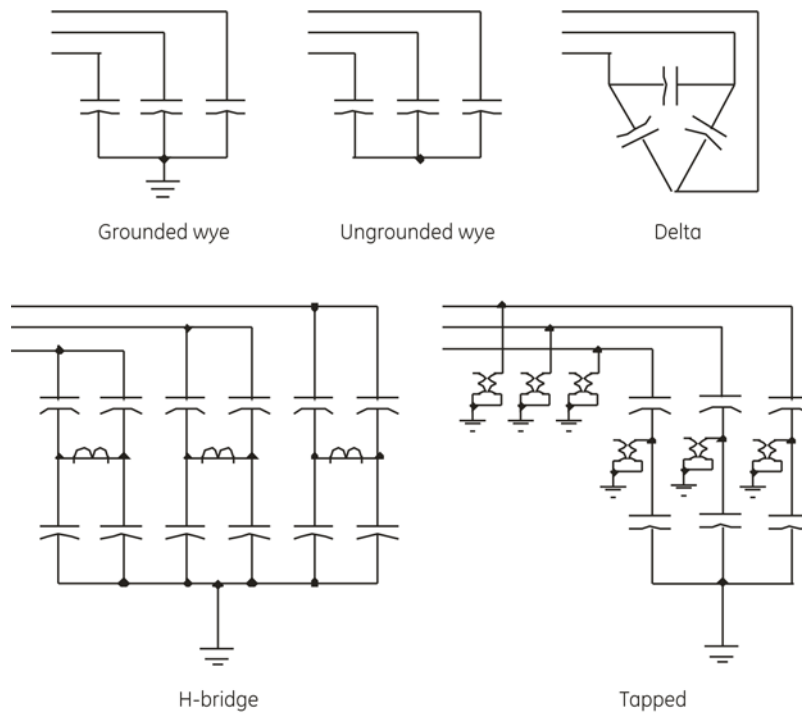 Grounded wye
Ungrounded wye
Delta
H-bridge
Tapped